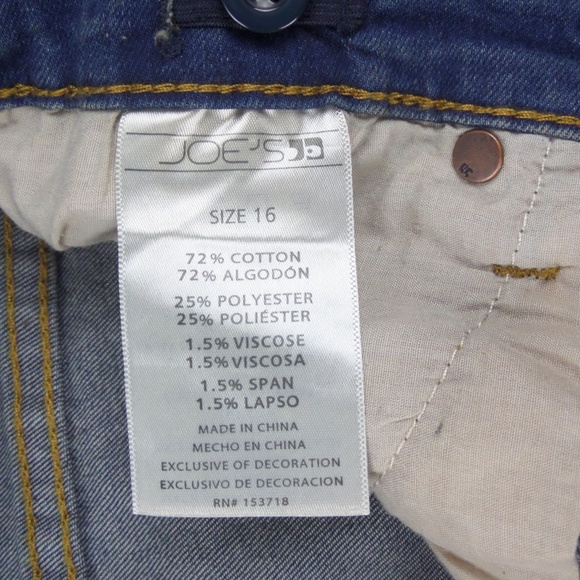 JOE'S
SIZE 16
72% COTTON
72% ALGODÓN
25% POLYESTER
25% POLIÉSTER
1.5% VISCOSE
1.5% VISCOSA
1.5% SPAN
1.5% LAPSO
MADE IN CHINA
MECHO EN CHINA
EXCLUSIVE OF DECORATION
EXCLUSIVO DE DECORACION
RN# 153718